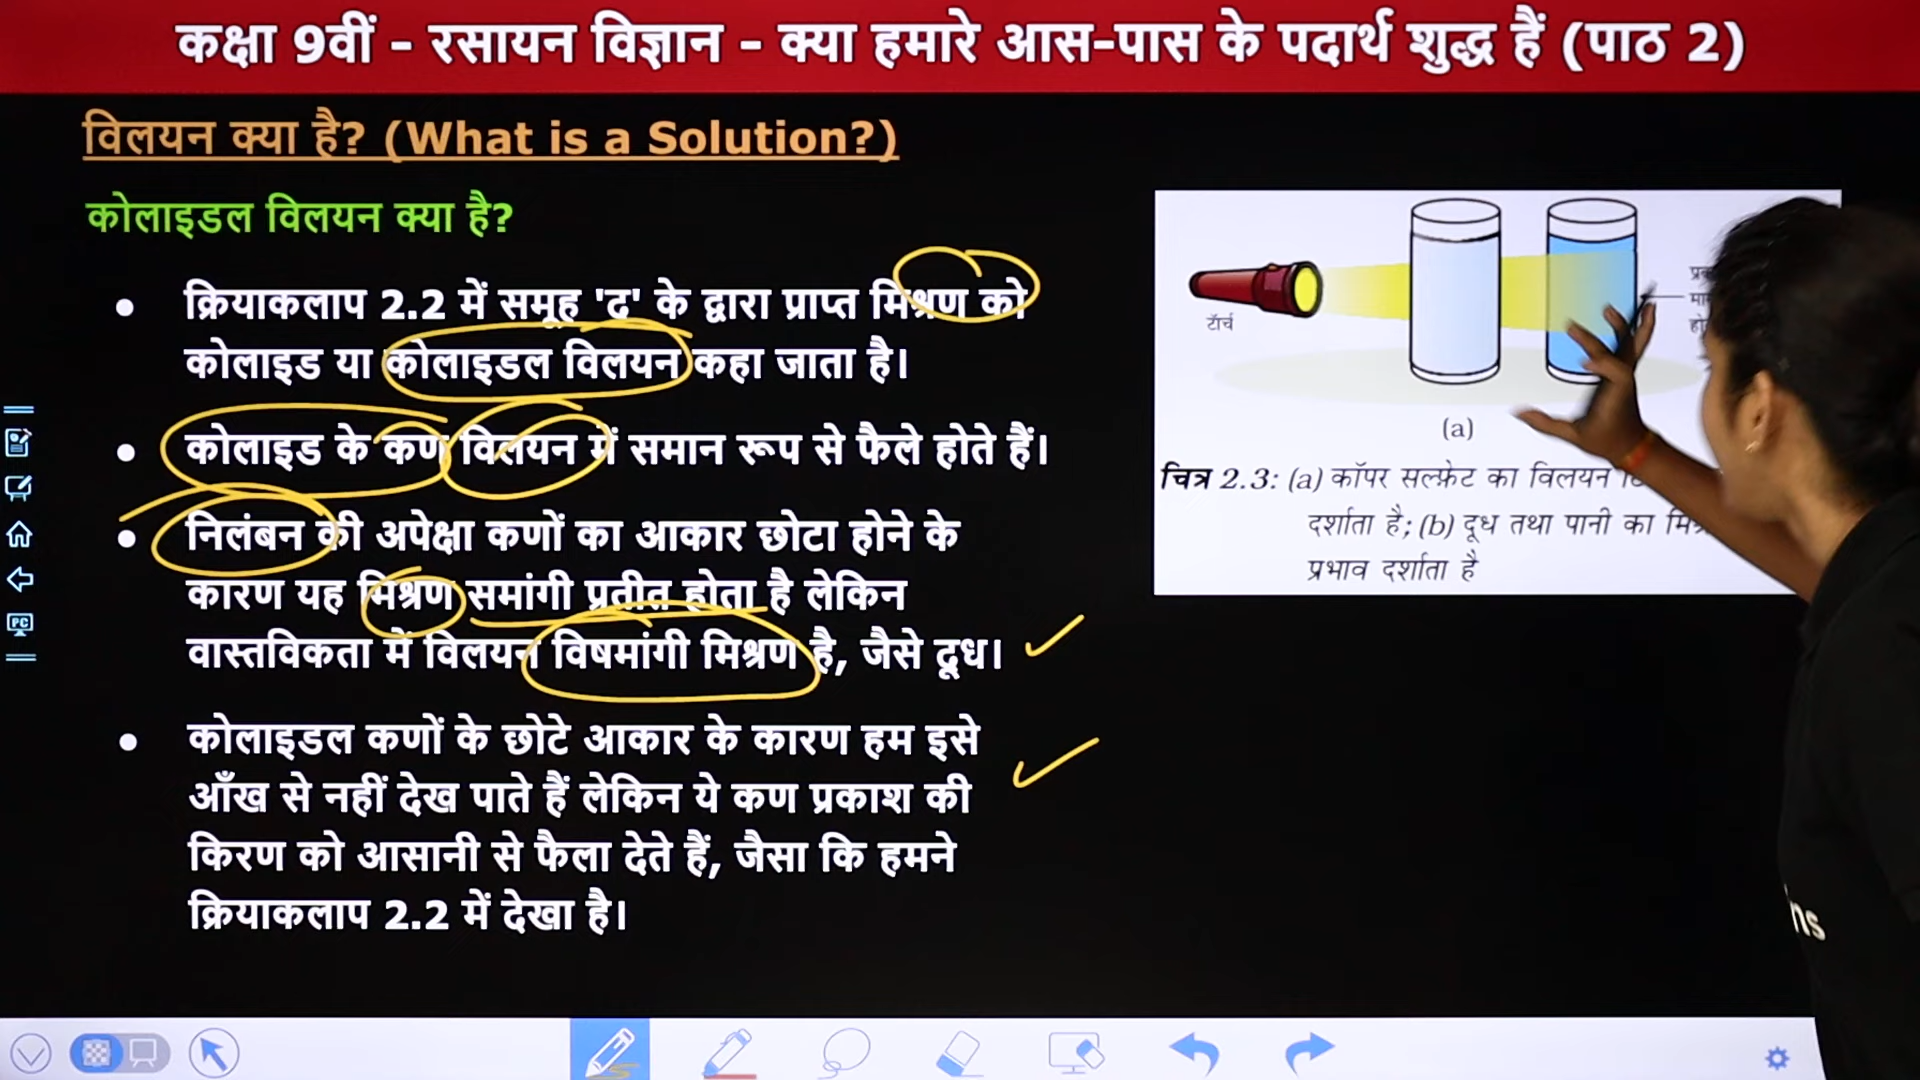 कक्षा 9वीं - रसायन विज्ञान - क्या हमारे आस-पास के पदार्थ शुद्ध हैं (पाठ 2)
विलयन क्या है? (What is a Solution?)
कोलाइडल विलयन क्या है?
• क्रियाकलाप 2.2 में समूह 'द' के द्वारा प्राप्त मिश्रण को
कोलाइड या कोलाइडल विलयन कहा जाता है।
• कोलाइड के कण विलयन में समान रूप से फैले होते हैं।
• निलंबन की अपेक्षा कणों का आकार छोटा होने के
कारण यह मिश्रण समांगी प्रतीत होता है लेकिन
वास्तविकता में विलयन विषमांगी मिश्रण है, जैसे दूध।
• कोलाइडल कणों के छोटे आकार के कारण हम इसे
आँख से नहीं देख पाते हैं लेकिन ये कण प्रकाश की
किरण को आसानी से फैला देते हैं, जैसा कि हमने
क्रियाकलाप 2.2 में देखा है।
टॉर्च
(a)
चित्र 2.3: (a) कॉपर सल्फ़ेट का विलयन
दर्शाता है; (b) दूध तथा पानी का
प्रभाव दर्शाता है
PC